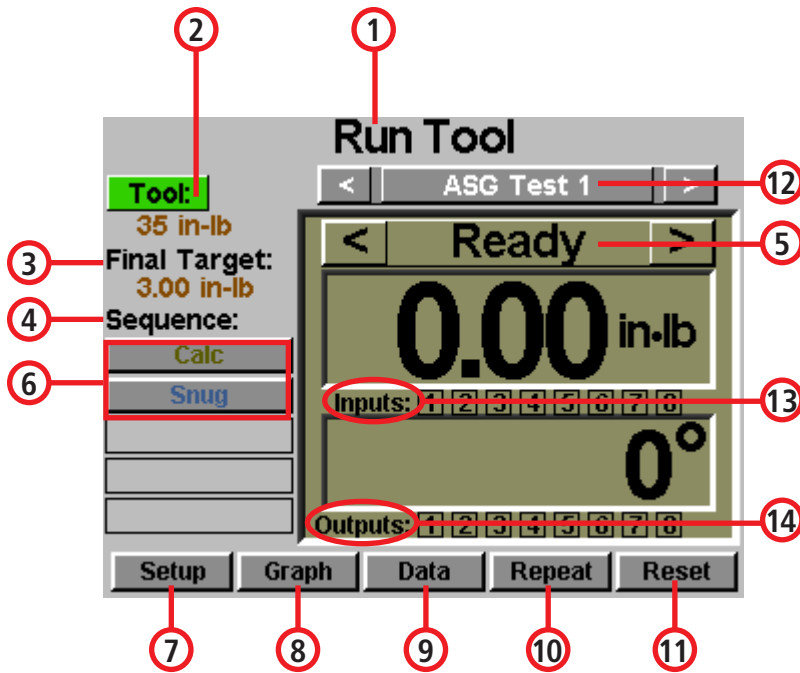 2
1
Run Tool
Tool:
< ASG Test 1 >
12
35 in-lb
< Ready >
5
3
Final Target:
3.00 in-lb
4
Sequence:
0.00 in•lb
6
Calc
Snug
Inputs: 1 2 3 4 5 6 7 8
13
0°
Outputs: 1 2 3 4 5 6 7 8
14
Setup Graph Data Repeat Reset
7 8 9 10 11